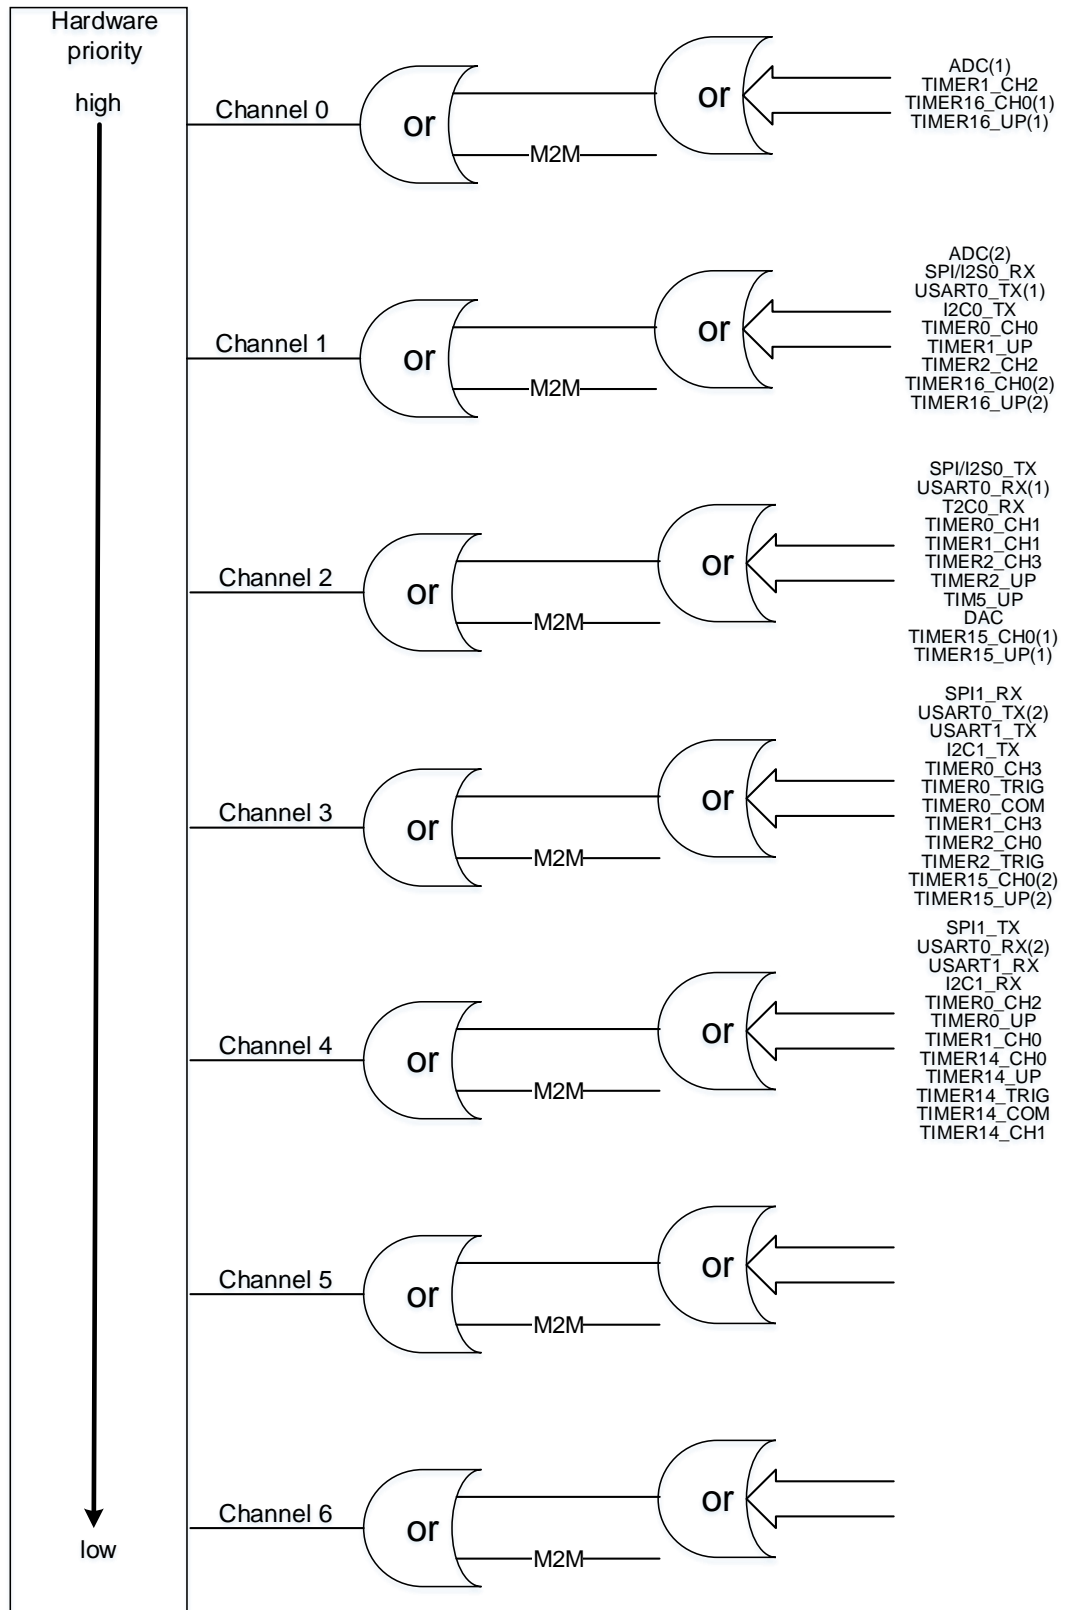 Hardware
priority
high
Channel 0
or
M2M
or
ADC(1)
TIMER1_CH2
TIMER16_CH0(1)
TIMER16_UP(1)
Channel 1
or
M2M
or
ADC(2)
SPI/I2S0_RX
USART0_TX(1)
I2C0_TX
TIMER0_CH0
TIMER1_UP
TIMER2_CH2
TIMER16_CH0(2)
TIMER16_UP(2)
Channel 2
or
M2M
or
SPI/I2S0_TX
USART0_RX(1)
T2C0_RX
TIMER0_CH1
TIMER1_CH1
TIMER2_CH3
TIMER2_UP
TIM5_UP
DAC
TIMER15_CH0(1)
TIMER15_UP(1)
Channel 3
or
M2M
or
SPI1_RX
USART0_TX(2)
USART1_TX
I2C1_TX
TIMER0_CH3
TIMER0_TRIG
TIMER0_COM
TIMER1_CH3
TIMER2_CH0
TIMER2_TRIG
TIMER15_CH0(2)
TIMER15_UP(2)
Channel 4
or
M2M
or
SPI1_TX
USART0_RX(2)
USART1_RX
I2C1_RX
TIMER0_CH2
TIMER0_UP
TIMER1_CH0
TIMER14_CH0
TIMER14_UP
TIMER14_TRIG
TIMER14_COM
TIMER14_CH1
Channel 5
or
M2M
or
Channel 6
or
M2M
or
low